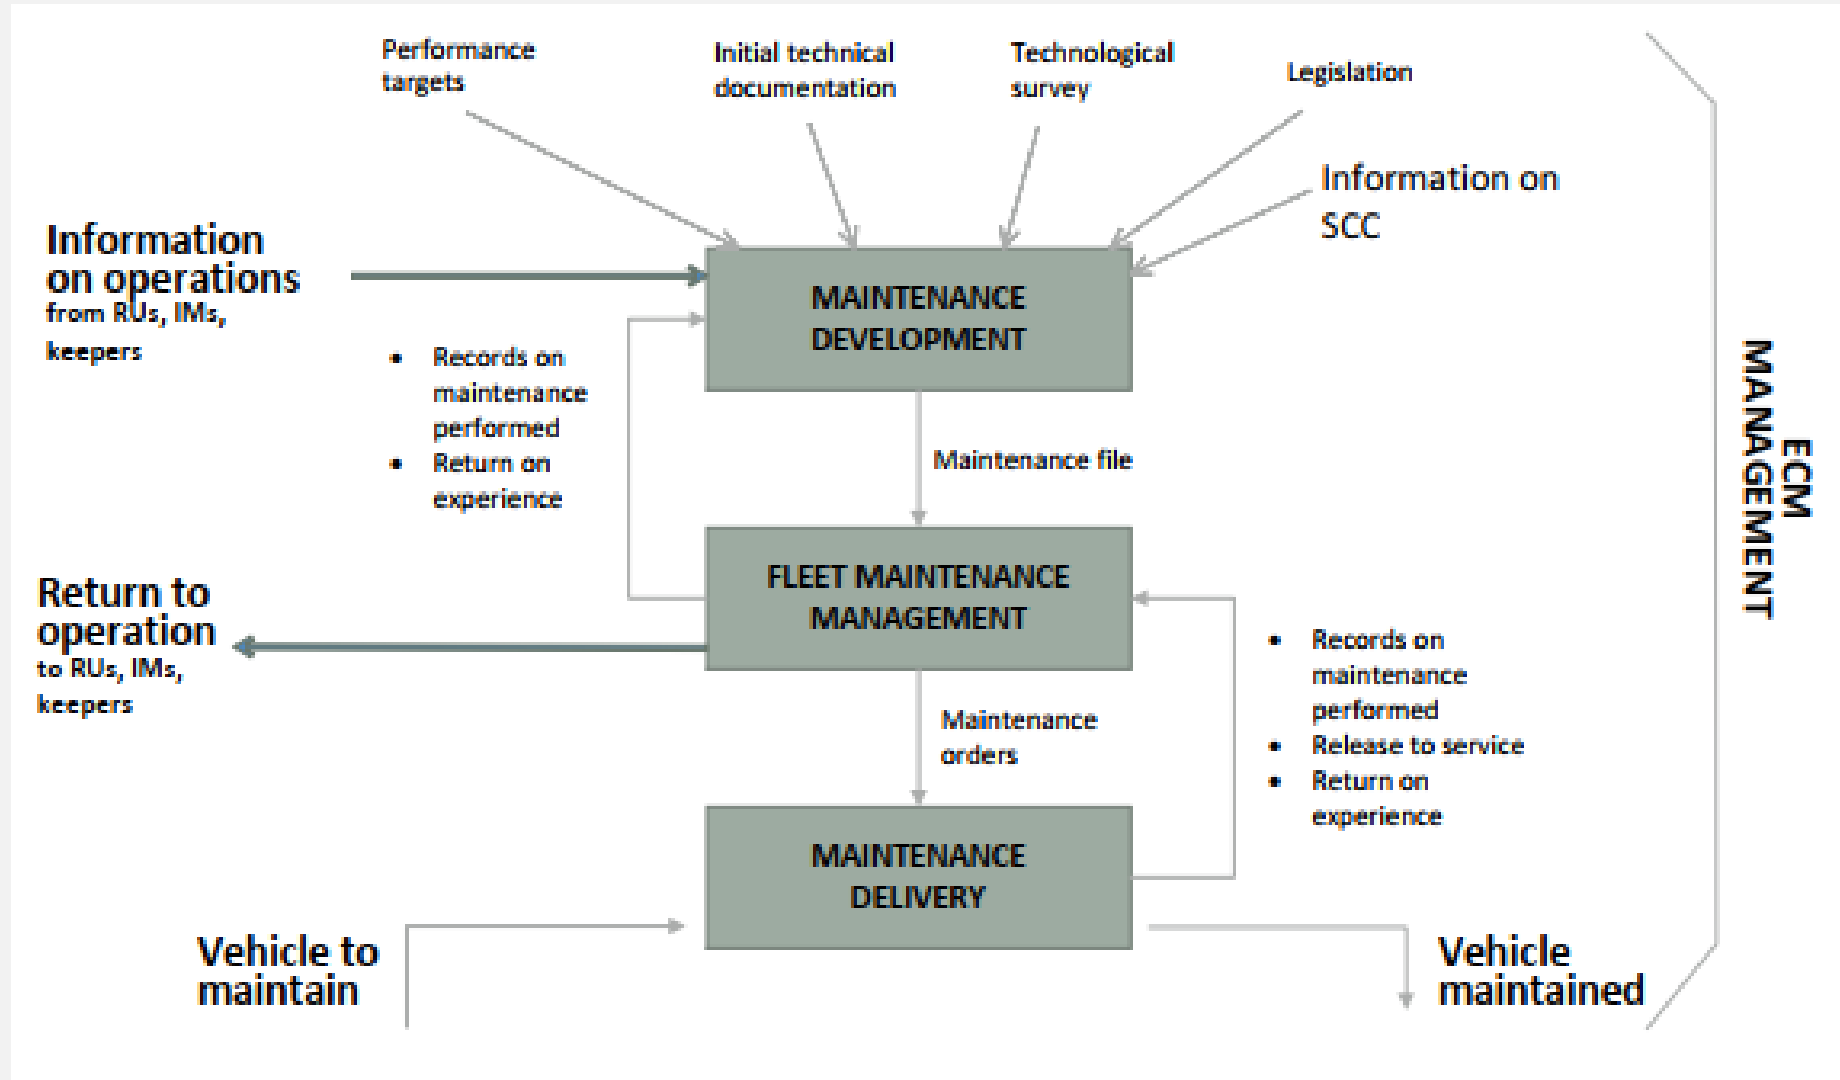 Performance
targets
Initial technical
documentation
Technological
survey
Legislation
Information on
SCC
Information
on operations
from RUs, IMs,
keepers
MAINTENANCE
DEVELOPMENT
• Records on
maintenance
performed
• Return on
experience
Maintenance file
ECM
MANAGEMENT
FLEET MAINTENANCE
MANAGEMENT
Return to
operation
to RUs, IMs,
keepers
• Records on
maintenance
performed
• Release to service
• Return on
experience
Maintenance
orders
MAINTENANCE
DELIVERY
Vehicle to
maintain
Vehicle
maintained